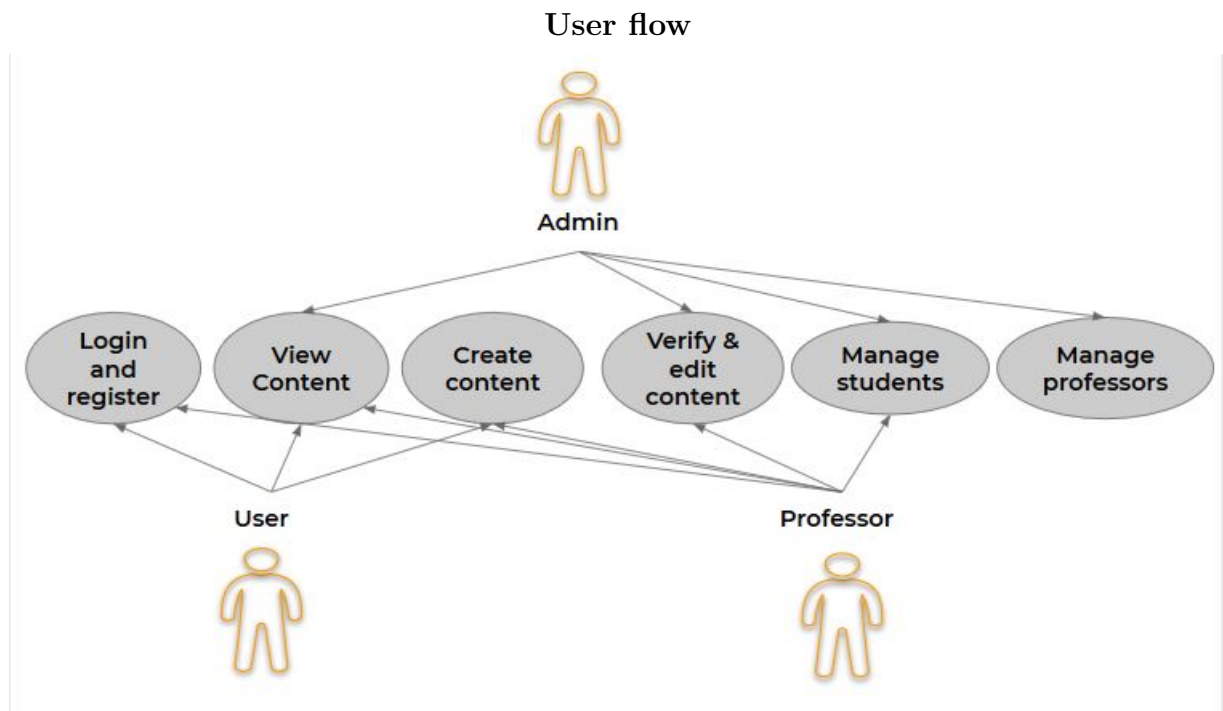 User flow
Admin
Login
and
register
View
Content
Create
content
Verify &
edit
content
Manage
students
Manage
professors
User
Professor